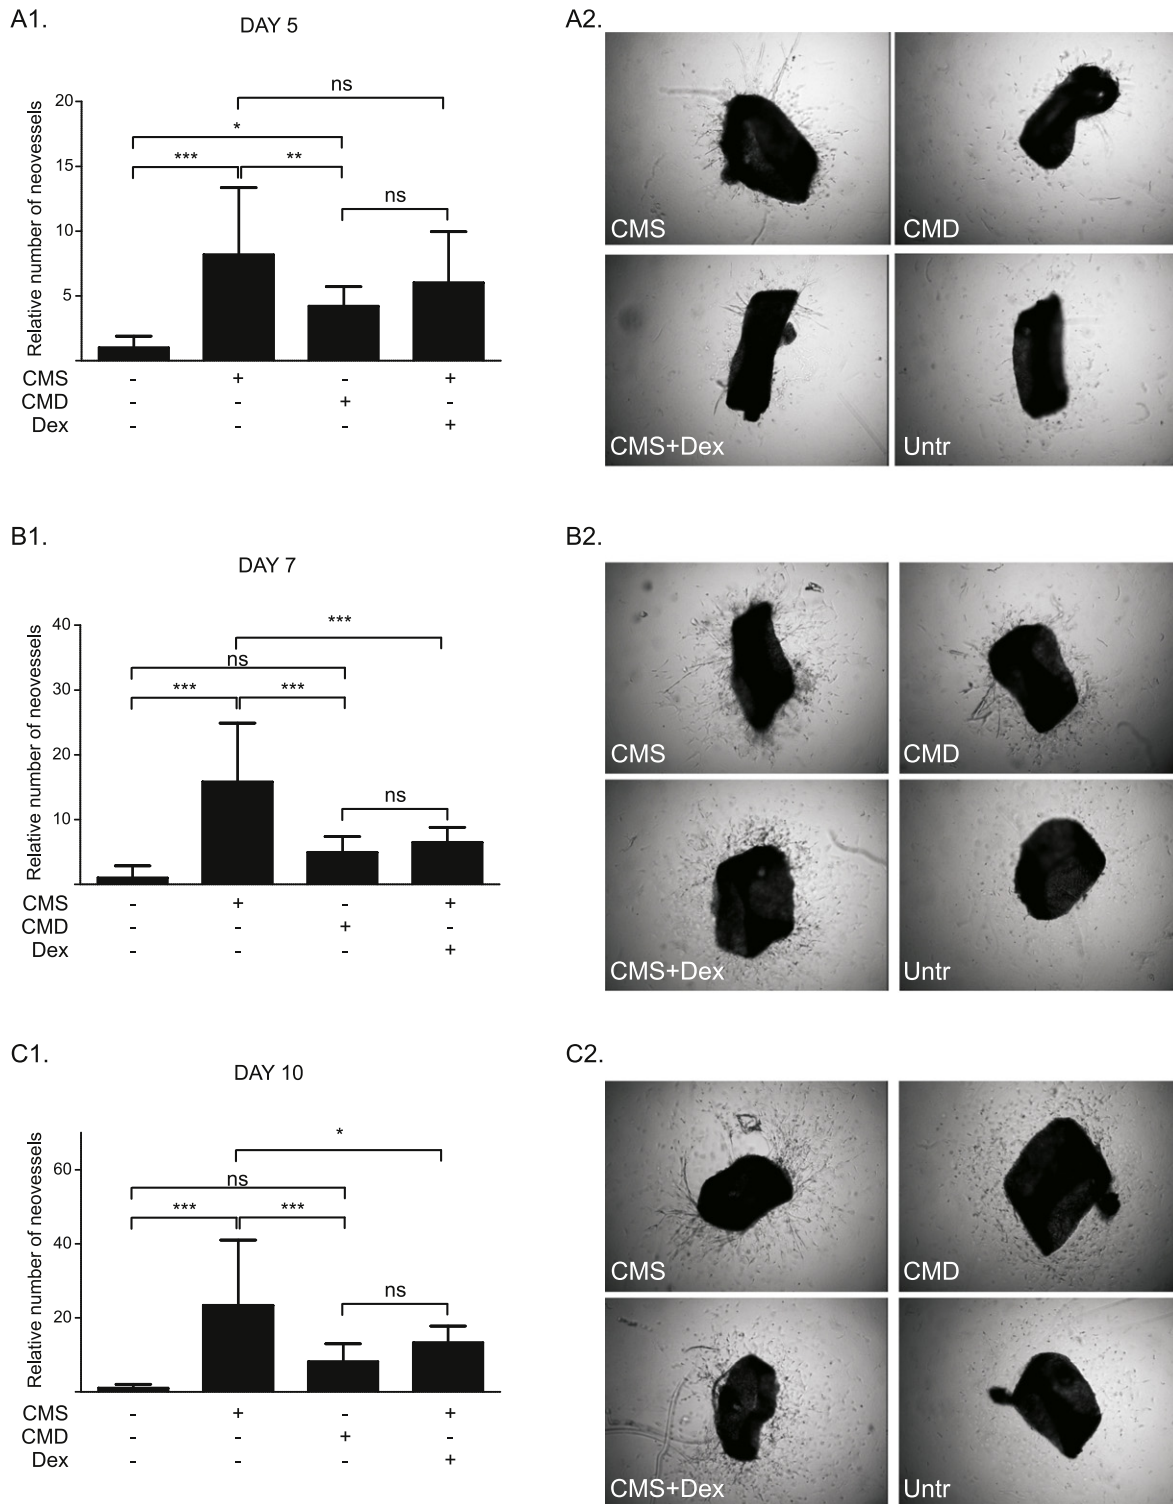 A1.
DAY 5
Relative number of neovessels
20
15
10
5
ns
*
***
**
ns
CMS - + - +
CMD - - + -
Dex - - - +
A2.
CMS
CMD
CMS+Dex
Untr
B1.
DAY 7
Relative number of neovessels
40
30
20
10
***
ns
***
***
ns
CMS - + - +
CMD - - + -
Dex - - - +
B2.
CMS
CMD
CMS+Dex
Untr
C1.
DAY 10
Relative number of neovessels
60
40
20
*
ns
***
***
ns
CMS - + - +
CMD - - + -
Dex - - - +
C2.
CMS
CMD
CMS+Dex
Untr